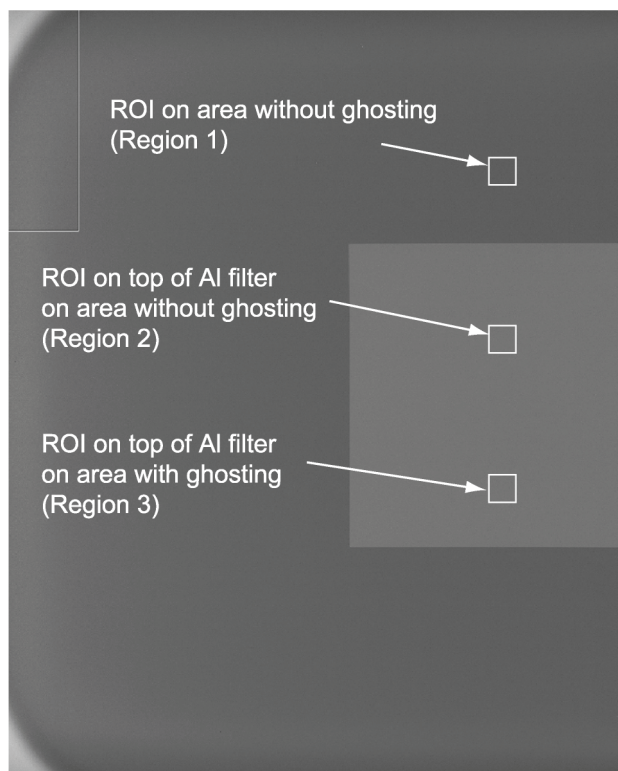 ROI on area without ghosting
(Region 1)
ROI on top of Al filter
on area without ghosting
(Region 2)
ROI on top of Al filter
on area with ghosting
(Region 3)